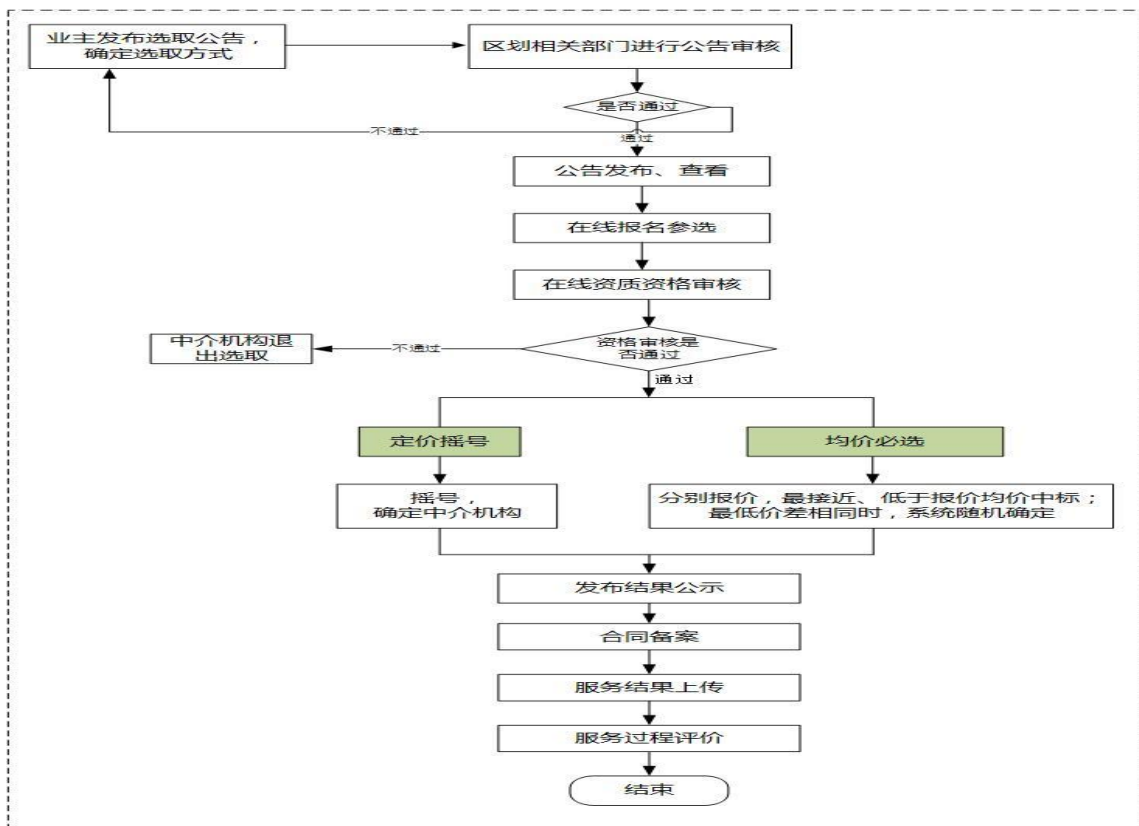 业主发布选取公告，
确定选取方式
区划相关部门进行公告审核
是否通过
不通过
通过
公告发布、查看
在线报名参选
在线资质资格审核
资格审核是
否通过
不通过
中介机构退
出选取
通过
定价摇号
均价必选
摇号，
确定中介机构
分别报价，最接近、低于报价均价中标；
最低价差相同时，系统随机确定
发布结果公示
合同备案
服务结果上传
服务过程评价
结束